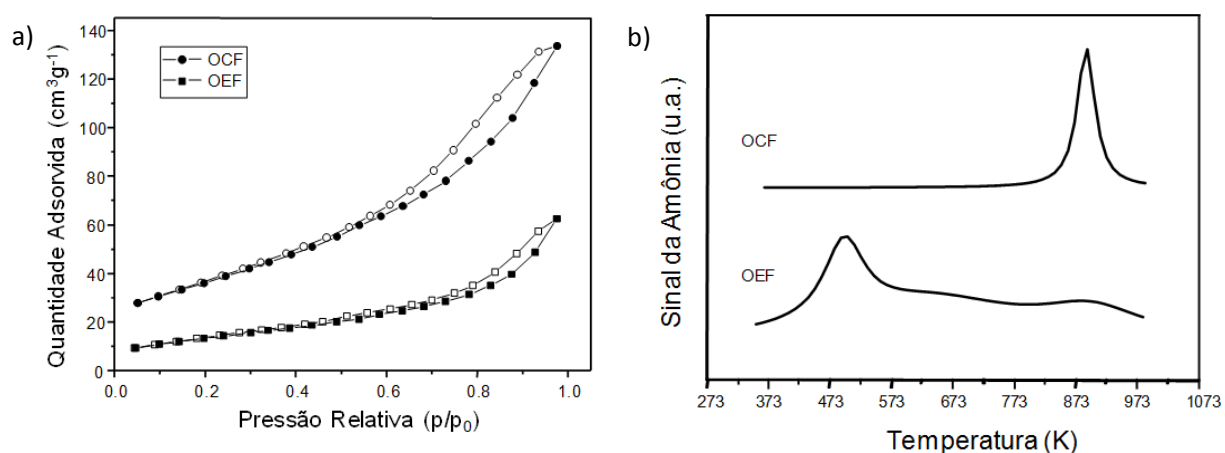 a)
Quantidade Adsorvida (cm³g⁻¹)
140
120
100
80
60
40
20
0
OCF
OEF
0.0 0.2 0.4 0.6 0.8 1.0
Pressão Relativa (p/p₀)
b)
Sinal da Amônia (u.a.)
OCF
OEF
273 373 473 573 673 773 873 973 1073
Temperatura (K)